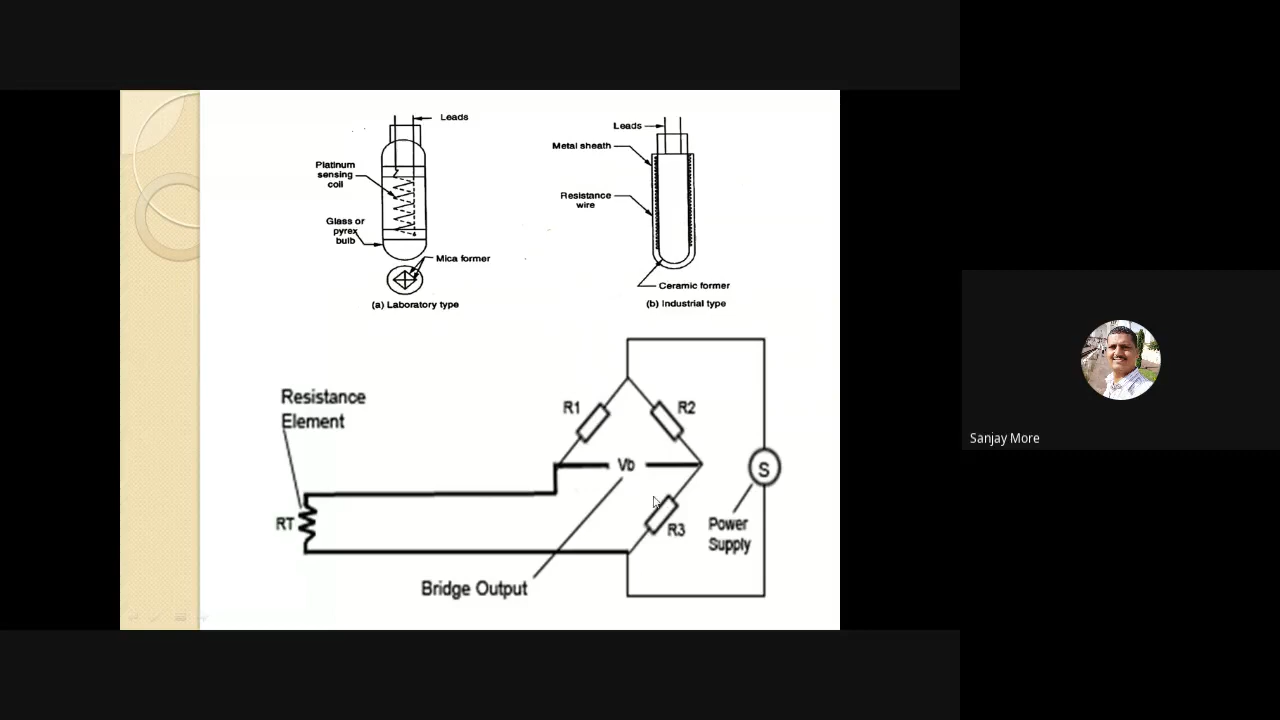 Leads
Platinum
sensing
coil
Glass or
pyrex
bulb
Mica former
(a) Laboratory type
Leads
Metal sheath
Resistance
wire
Ceramic former
(b) Industrial type
Resistance
Element
RT
R1
R2
Vb
R3
S
Power
Supply
Bridge Output
Sanjay More